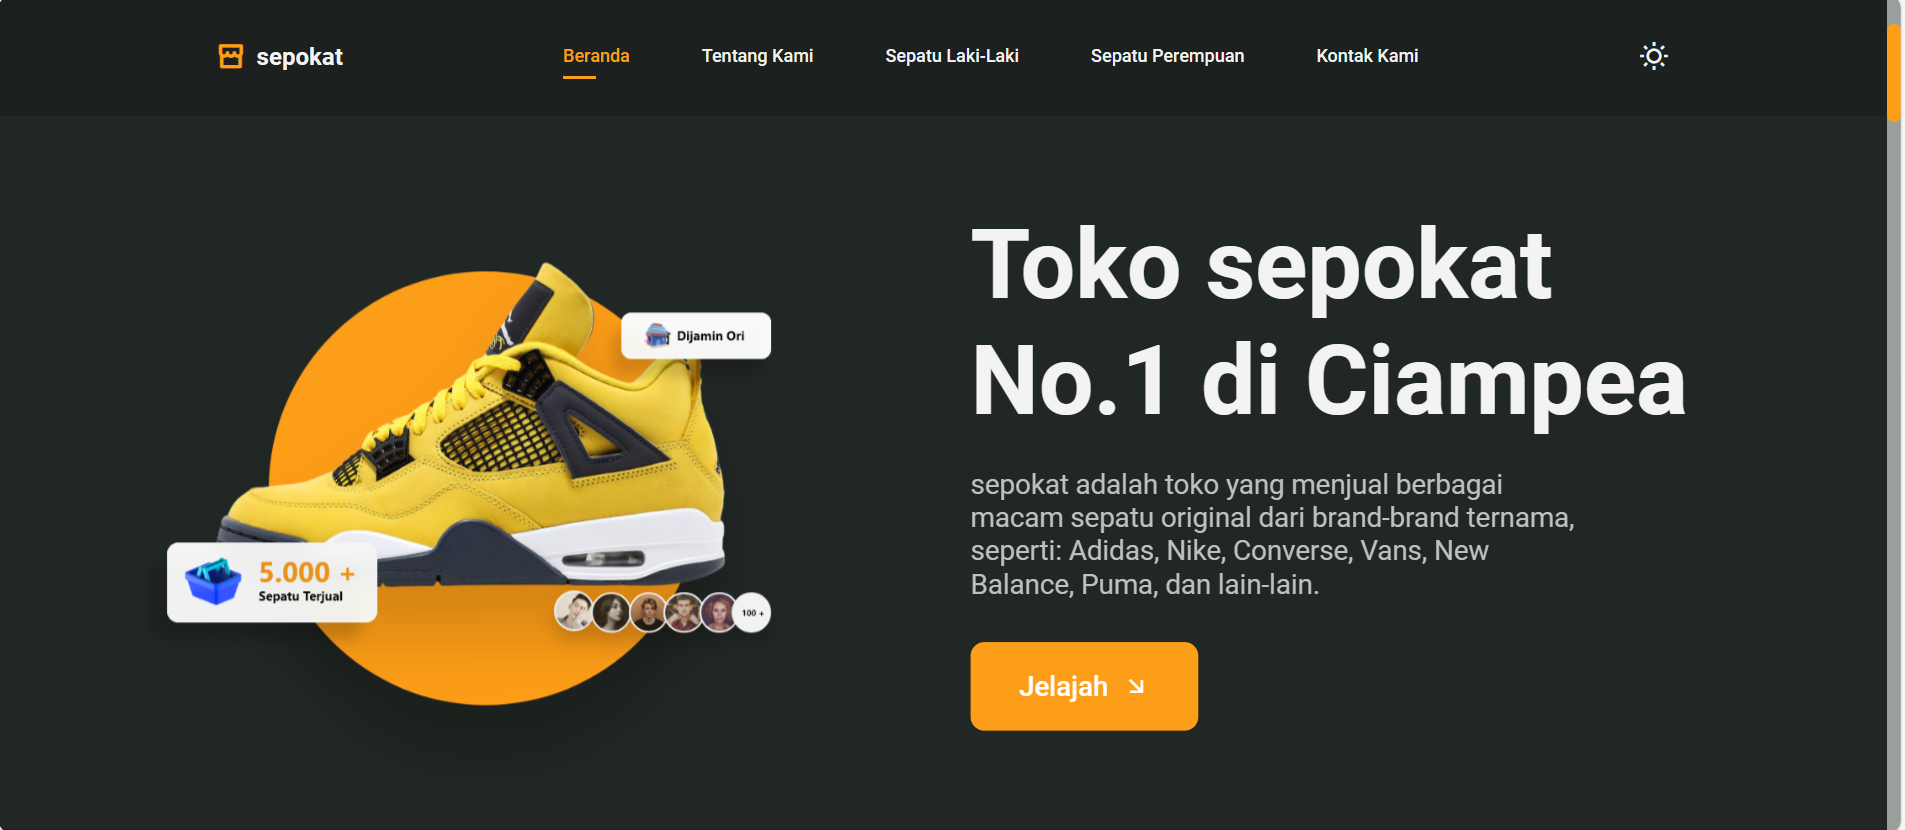 sepokat
Beranda
Tentang Kami
Sepatu Laki-Laki
Sepatu Perempuan
Kontak Kami
Dijamin Ori
5.000 +
Sepatu Terjual
100 +
Toko sepokat
No.1 di Ciampea
sepokat adalah toko yang menjual berbagai
macam sepatu original dari brand-brand ternama,
seperti: Adidas, Nike, Converse, Vans, New
Balance, Puma, dan lain-lain.
Jelajah